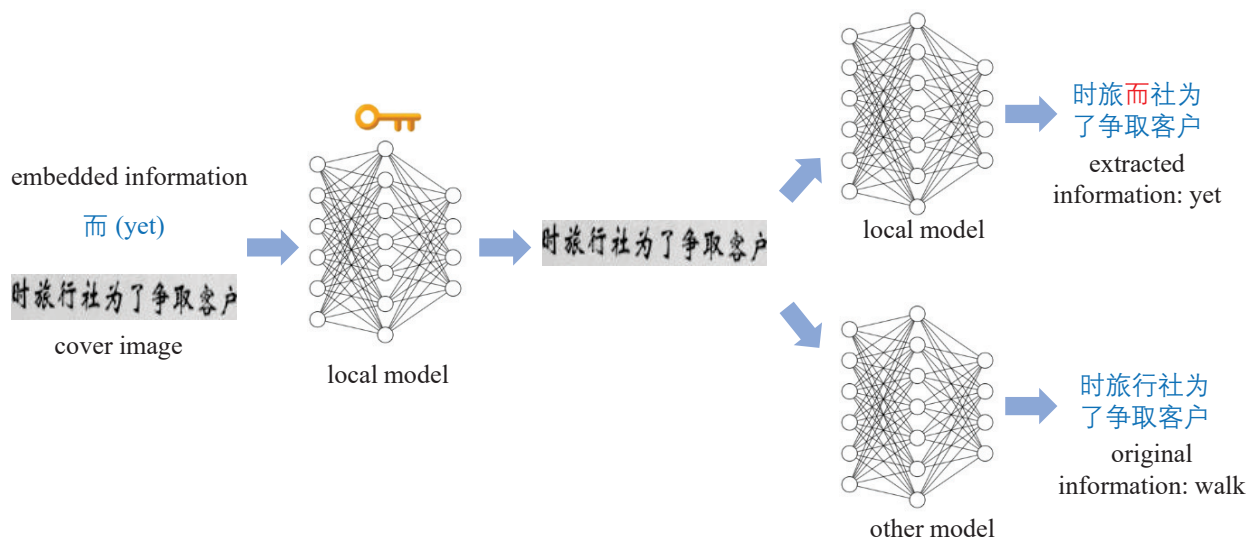 embedded information
而 (yet)
时旅行社为了争取客户
cover image
local model
时旅行社为了争取客户
local model
时旅而社为
了争取客户
extracted
information: yet
other model
时旅行社为
了争取客户
original
information: walk